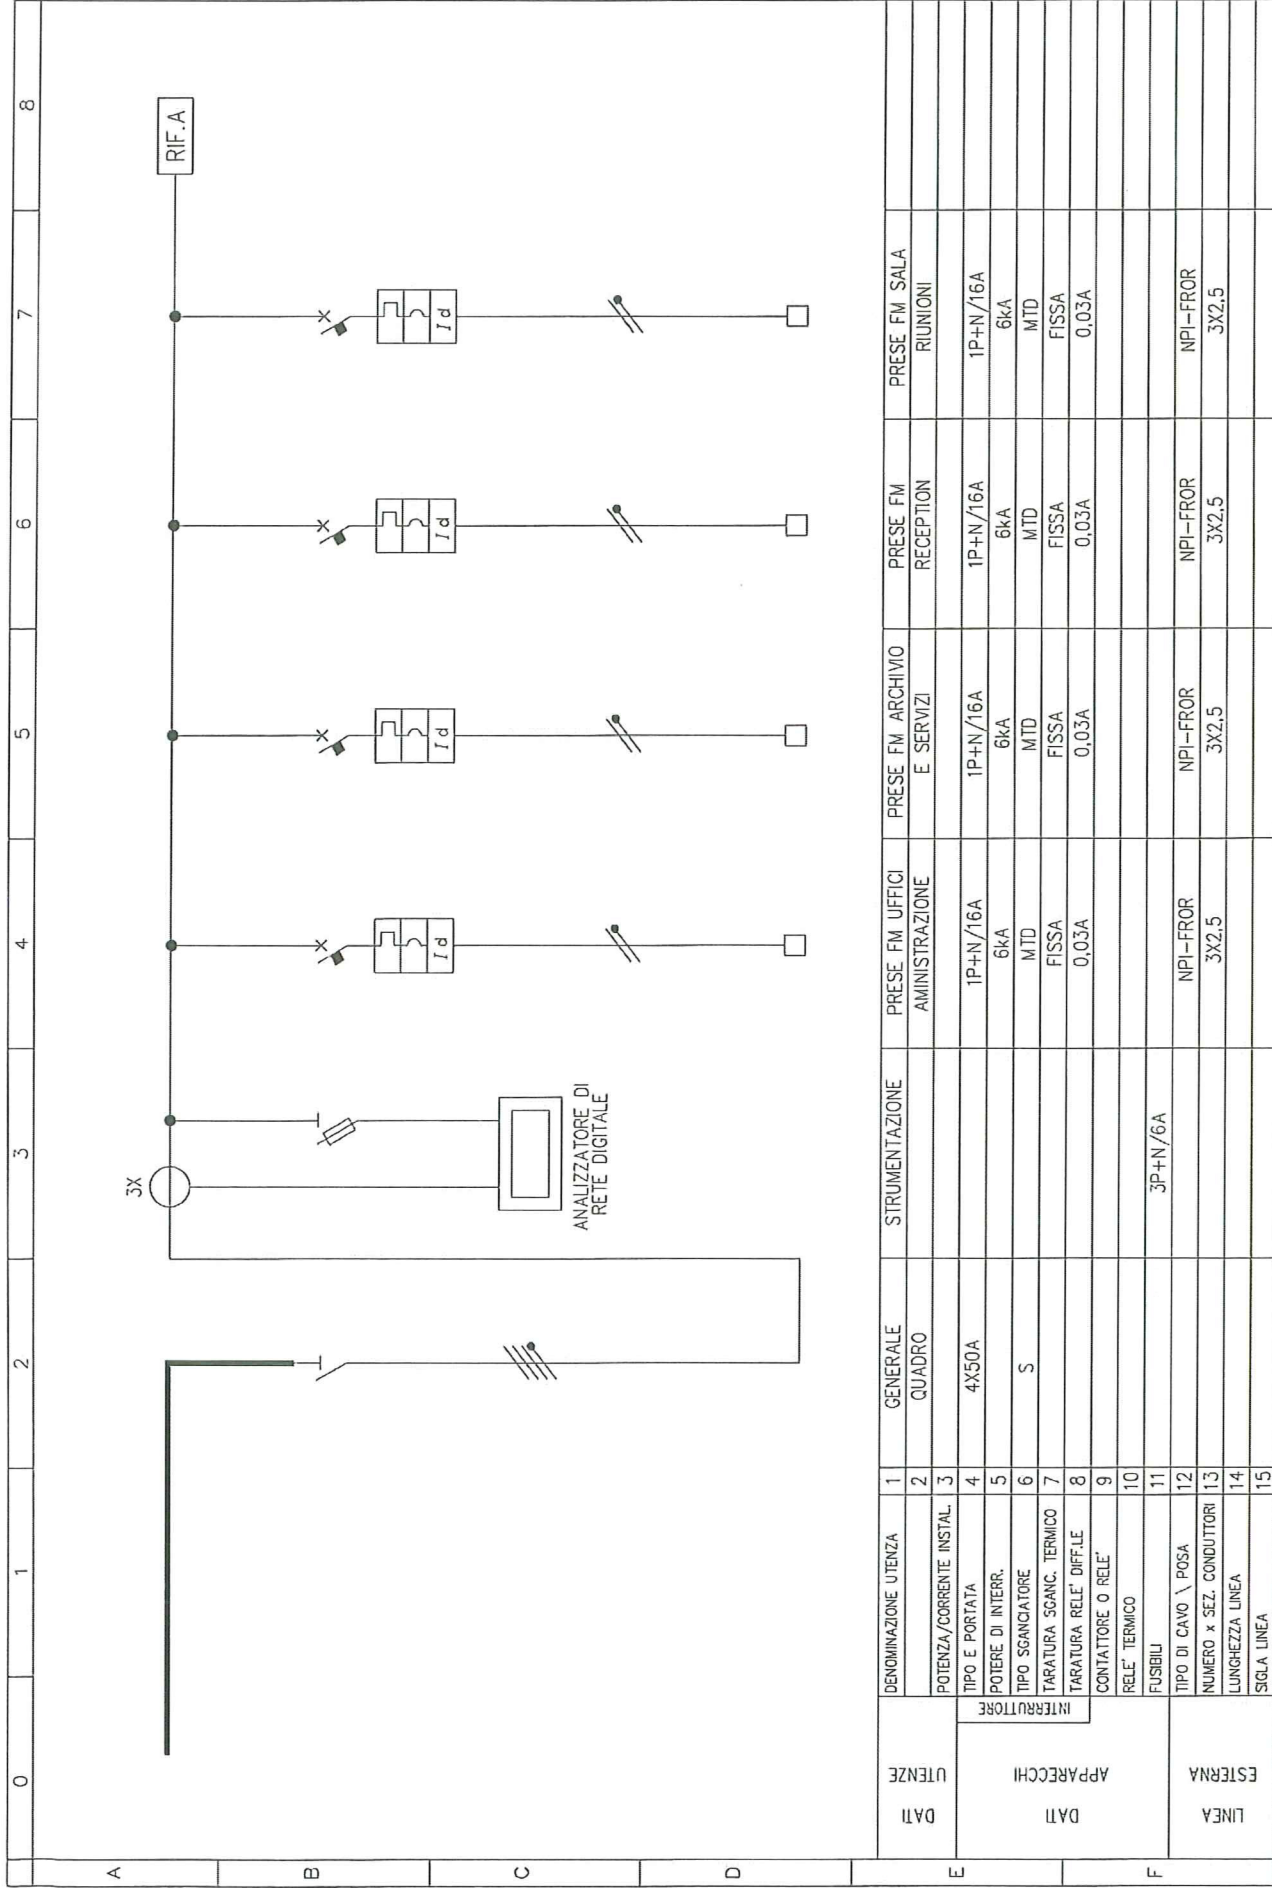 0 1 2 3 4 5 6 7 8
A
B
C
D
E
F
RIF.A
3X
ANALIZZATORE DI
RETE DIGITALE
Id Id Id Id
DATI UTENZE
DENOMINAZIONE UTENZA 1 GENERALE STRUMENTAZIONE PRESE FM UFFICI PRESE FM ARCHIVIO PRESE FM PRESE FM SALA
2 QUADRO AMINISTRAZIONE E SERVIZI RECEPTION RIUNIONI
POTENZA/CORRENTE INSTAL. 3
DATI APPARECCHI
INTERRUTTORE
TIPO E PORTATA 4 4X50A 1P+N/16A 1P+N/16A 1P+N/16A 1P+N/16A
POTERE DI INTERR. 5 6kA 6kA 6kA 6kA
TIPO SGANCIATORE 6 S MTD MTD MTD MTD
TARATURA SGANC. TERMICO 7 FISSA FISSA FISSA FISSA
TARATURA RELE' DIFF.LE 8 0,03A 0,03A 0,03A 0,03A
CONTATTORE O RELE' 9
RELE' TERMICO 10
FUSIBILI 11 3P+N/6A
LINEA ESTERNA
TIPO DI CAVO \ POSA 12 NPI-FROR NPI-FROR NPI-FROR NPI-FROR
NUMERO x SEZ. CONDUTTORI 13 3X2,5 3X2,5 3X2,5 3X2,5
LUNGHEZZA LINEA 14
SIGLA LINEA 15